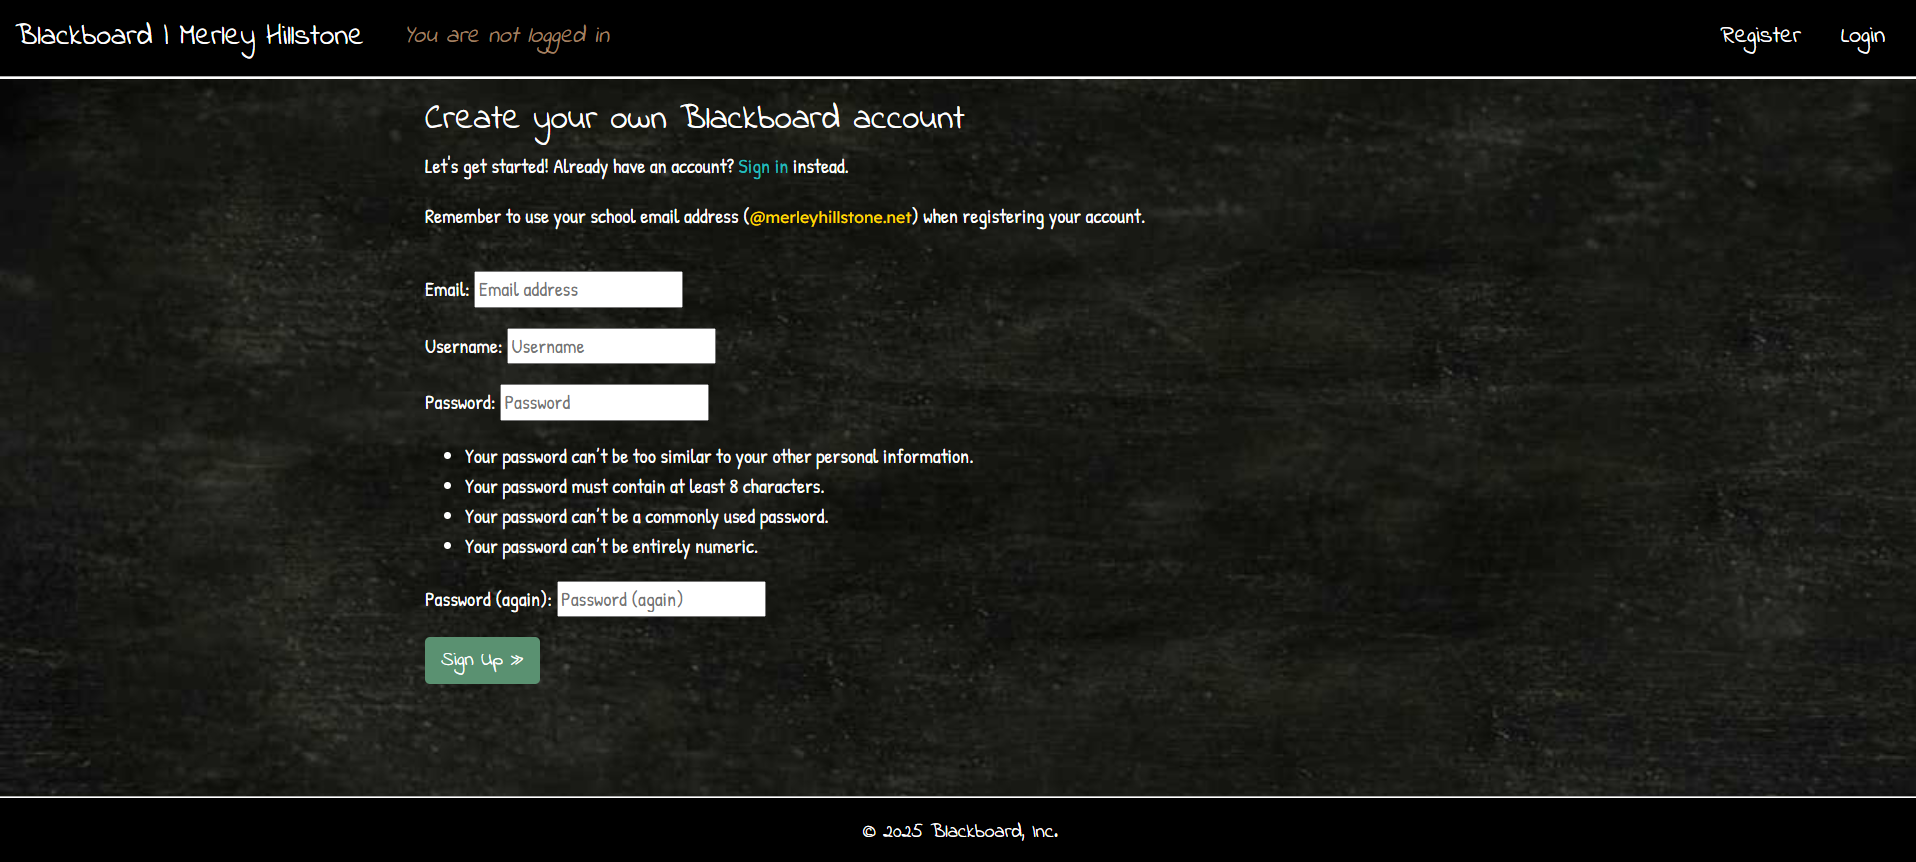 Blackboard | Merley Hillstone You are not logged in Register Login
Create your own Blackboard account
Let's get started! Already have an account? Sign in instead.
Remember to use your school email address (@merleyhillstone.net) when registering your account.
Email: Email address
Username: Username
Password: Password
• Your password can't be too similar to your other personal information.
• Your password must contain at least 8 characters.
• Your password can't be a commonly used password.
• Your password can't be entirely numeric.
Password (again): Password (again)
Sign Up »
© 2025 Blackboard, Inc.